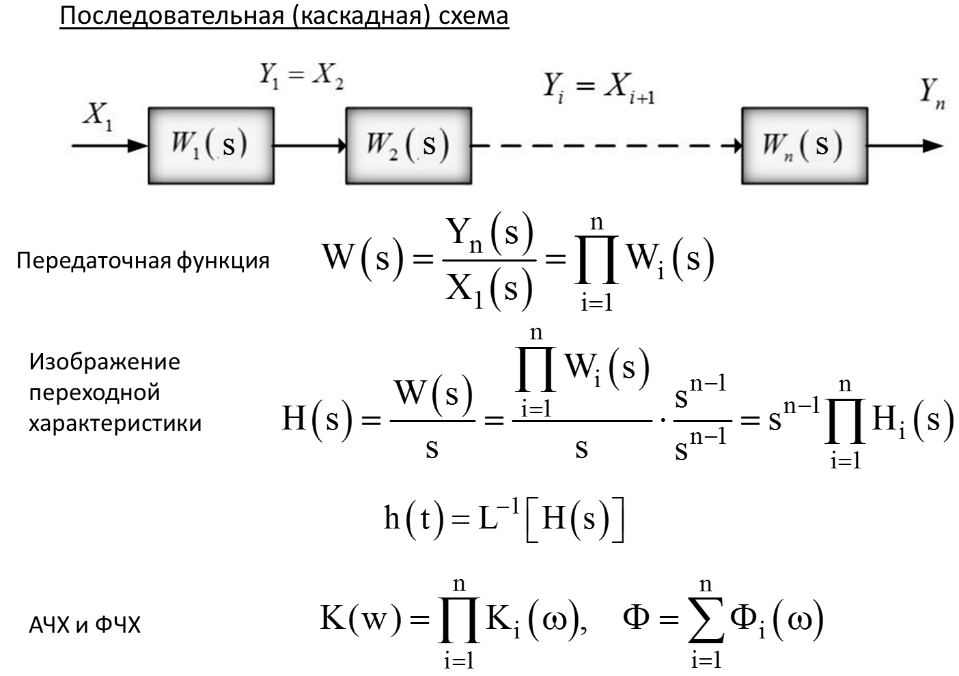 Последовательная (каскадная) схема
Y₁ = X₂
Yᵢ = Xᵢ₊₁
Yₙ
X₁
W₁(s)
W₂(s)
Wₙ(s)
Передаточная функция
W(s) = Yₙ(s) / X₁(s) = ∏ᵢ₌₁ⁿ Wᵢ(s)
Изображение
переходной
характеристики
H(s) = W(s) / s = ∏ᵢ₌₁ⁿ Wᵢ(s) / s · sⁿ⁻¹ / sⁿ⁻¹ = sⁿ⁻¹ ∏ᵢ₌₁ⁿ Hᵢ(s)
h(t) = L⁻¹[H(s)]
АЧХ и ФЧХ
K(w) = ∏ᵢ₌₁ⁿ Kᵢ(ω), Φ = ∑ᵢ₌₁ⁿ Φᵢ(ω)